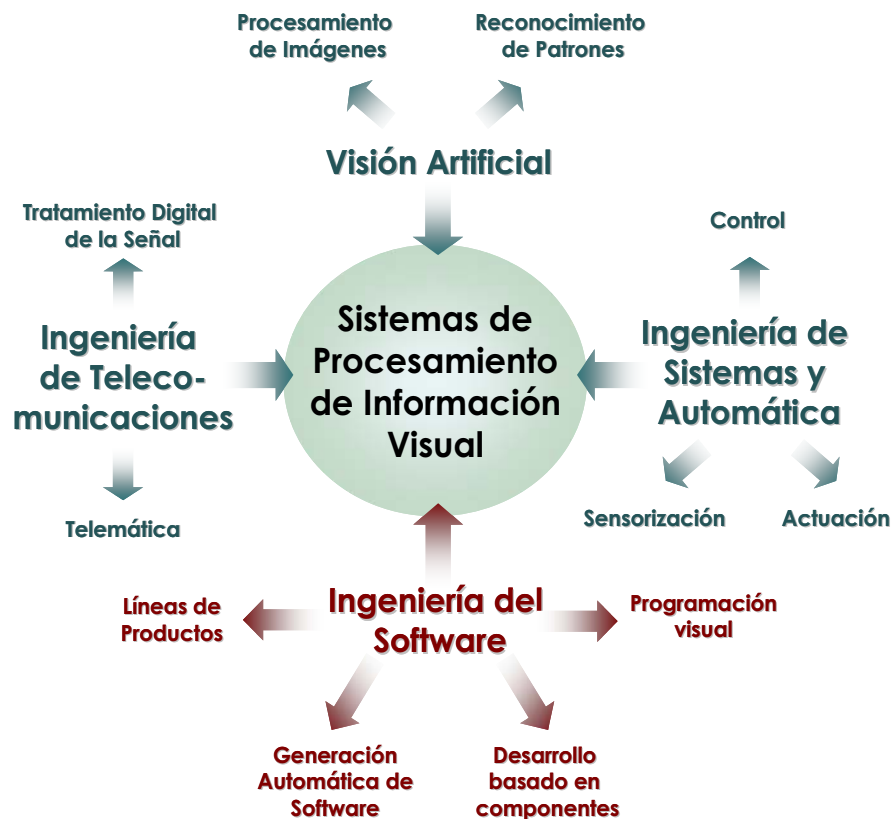 Procesamiento
de Imágenes
Reconocimiento
de Patrones
Visión Artificial
Tratamiento Digital
de la Señal
Control
Ingeniería
de Teleco-
municaciones
Sistemas de
Procesamiento
de Información
Visual
Ingeniería de
Sistemas y
Automática
Telemática
Sensorización
Actuación
Líneas de
Productos
Ingeniería del
Software
Programación
visual
Generación
Automática de
Software
Desarrollo
basado en
componentes